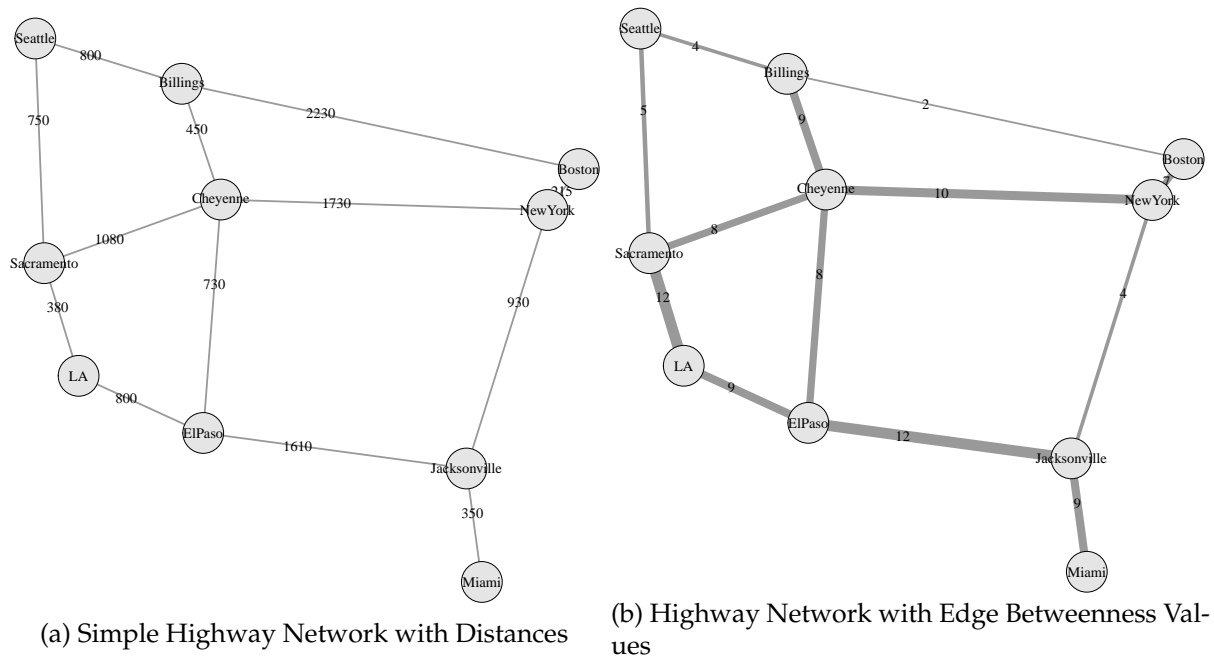 Seattle
800
Billings
750
450
2230
Boston
215
Cheyenne
1730
NewYork
1080
Sacramento
730
380
930
LA
800
ElPaso
1610
Jacksonville
350
Miami
(a) Simple Highway Network with Distances
Seattle
4
Billings
5
9
2
Boston
7
Cheyenne
10
NewYork
8
Sacramento
8
12
4
LA
9
ElPaso
12
Jacksonville
9
Miami
(b) Highway Network with Edge Betweenness Val-
ues